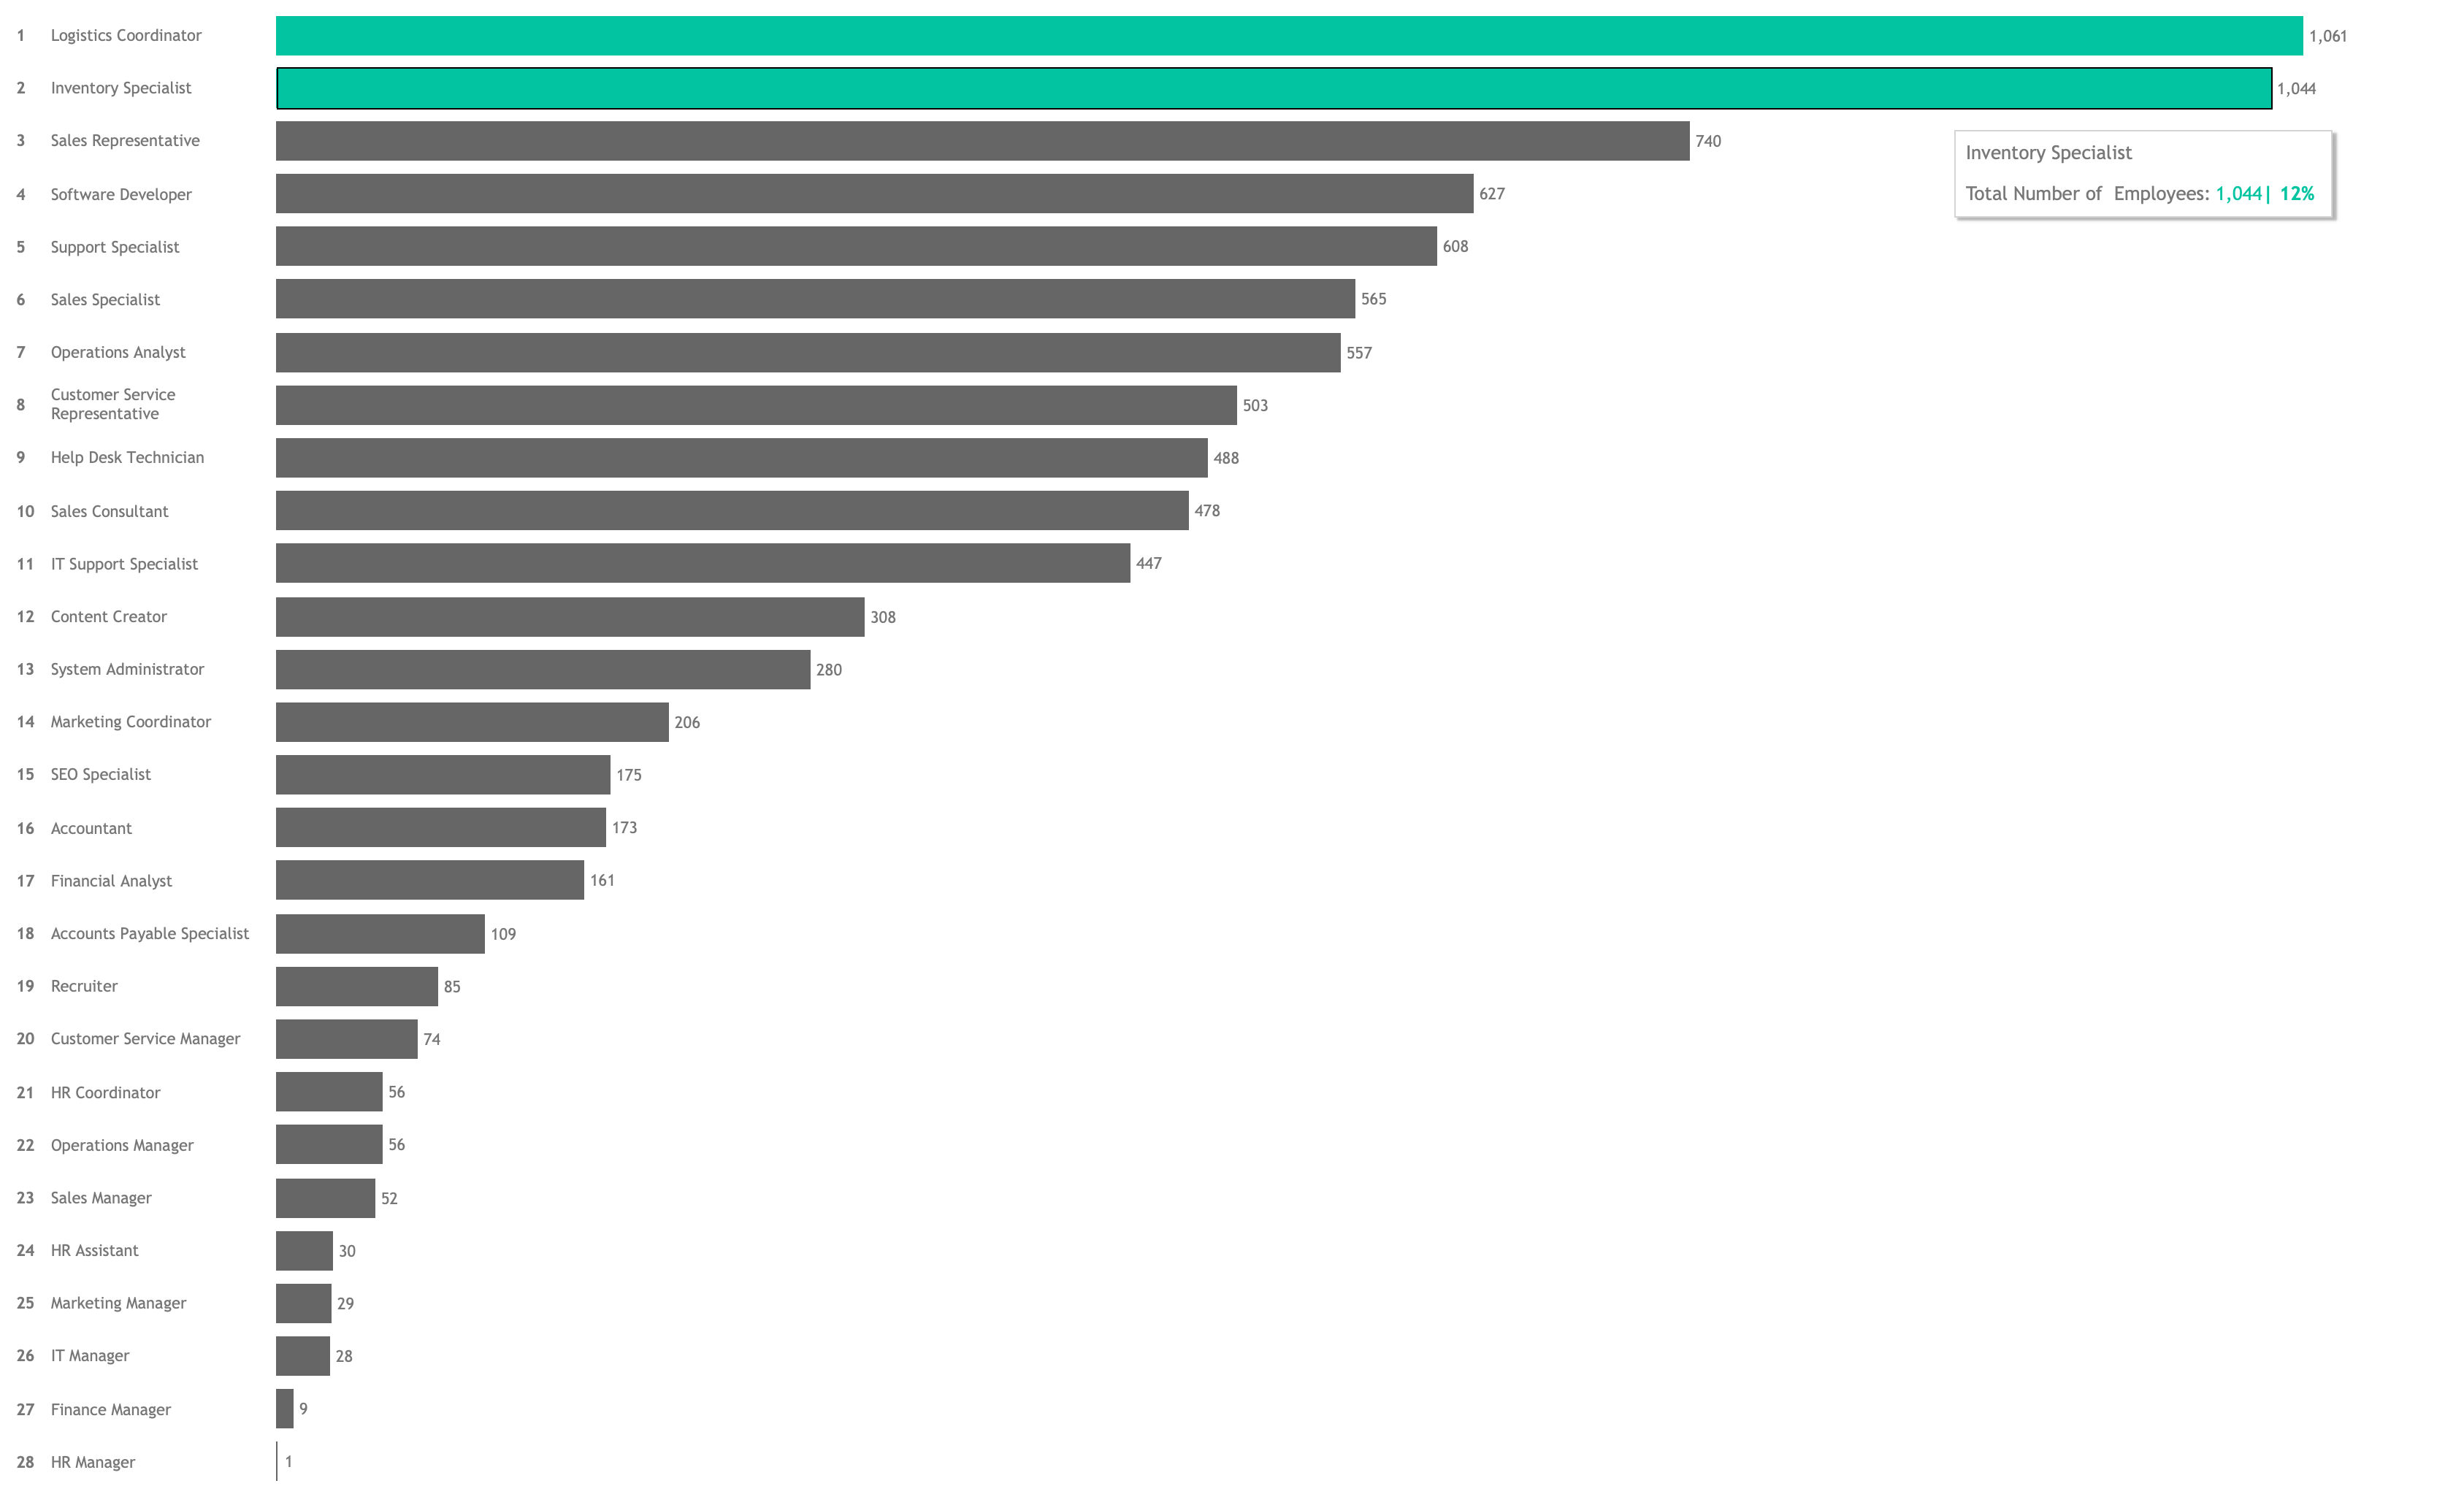 1 Logistics Coordinator 1,061
2 Inventory Specialist 1,044
3 Sales Representative 740
Inventory Specialist
Total Number of Employees: 1,044| 12%
4 Software Developer 627
5 Support Specialist 608
6 Sales Specialist 565
7 Operations Analyst 557
8 Customer Service
Representative 503
9 Help Desk Technician 488
10 Sales Consultant 478
11 IT Support Specialist 447
12 Content Creator 308
13 System Administrator 280
14 Marketing Coordinator 206
15 SEO Specialist 175
16 Accountant 173
17 Financial Analyst 161
18 Accounts Payable Specialist 109
19 Recruiter 85
20 Customer Service Manager 74
21 HR Coordinator 56
22 Operations Manager 56
23 Sales Manager 52
24 HR Assistant 30
25 Marketing Manager 29
26 IT Manager 28
27 Finance Manager 9
28 HR Manager 1